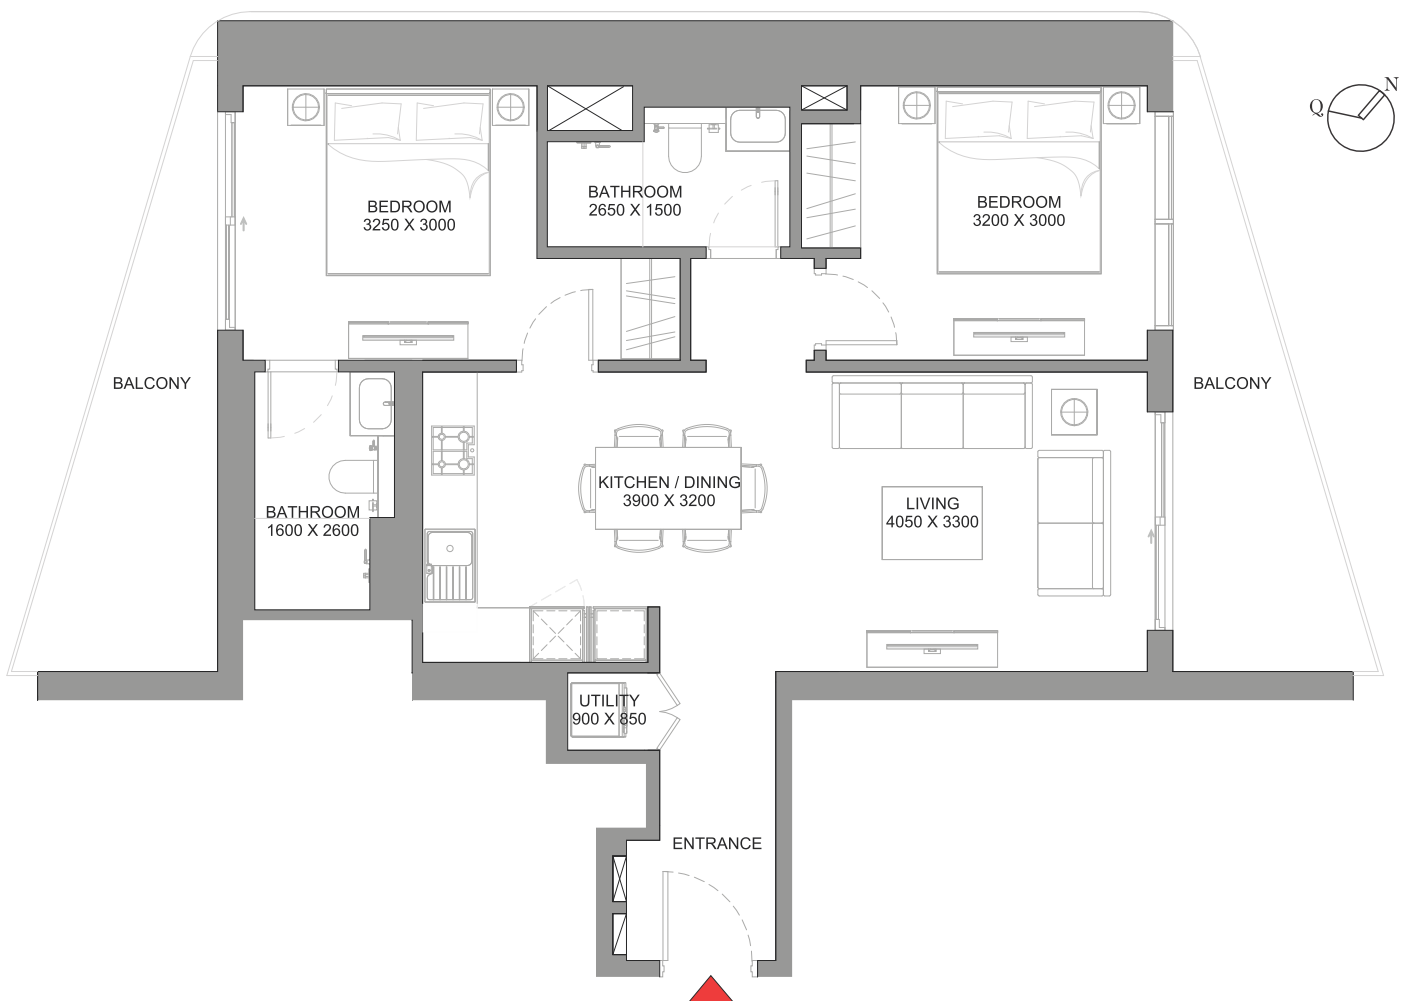 N
Q
BATHROOM
2650 X 1500
BEDROOM
3250 X 3000
BEDROOM
3200 X 3000
BALCONY
BALCONY
KITCHEN / DINING
3900 X 3200
LIVING
4050 X 3300
BATHROOM
1600 X 2600
UTILITY
900 X 850
ENTRANCE